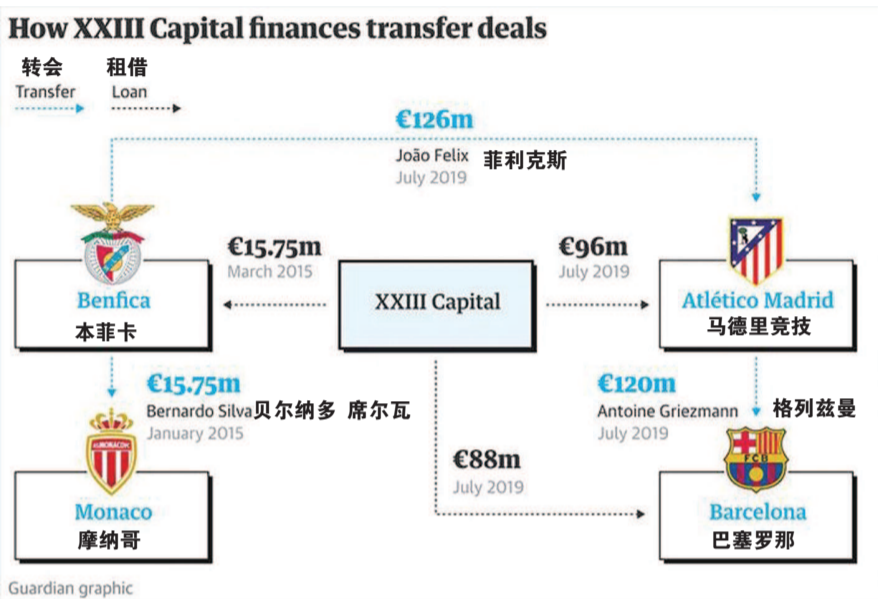 How XXIII Capital finances transfer deals
转会 租借
Transfer Loan
€126m
João Felix 菲利克斯
July 2019
€15.75m
March 2015
€96m
July 2019
Benfica
本菲卡
XXIII Capital
Atlético Madrid
马德里竞技
€15.75m
Bernardo Silva贝尔纳多 席尔瓦
January 2015
€120m
Antoine Griezmann 格列兹曼
July 2019
€88m
July 2019
AS MONACO FC
FCB
Monaco
摩纳哥
Barcelona
巴塞罗那
Guardian graphic